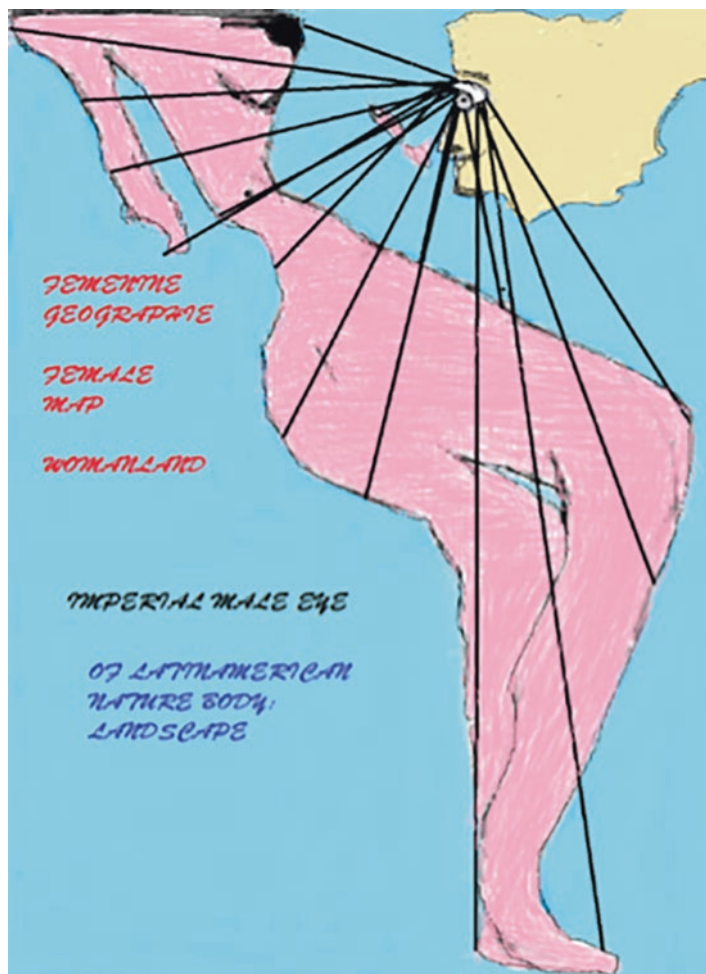 FEMENINE
GEOGRAPHIE
FEMALE
MAP
WOMANLAND
IMPERIAL MALE EYE
OF LATINAMERICAN
NATURE BODY:
LANDSCAPE